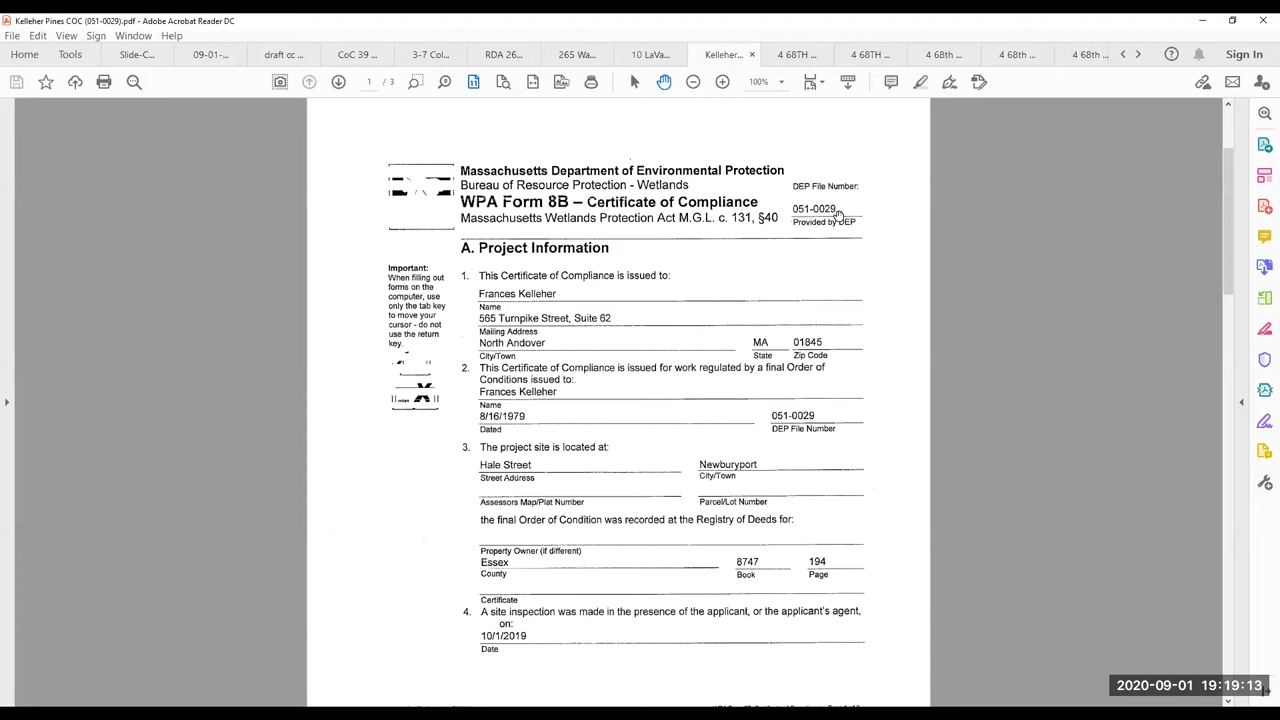 Kelleher Pines COC (051-0029).pdf - Adobe Acrobat Reader DC
File Edit View Sign Window Help
Home Tools Slide-C... 09-01-... draft cc ... CoC 39 ... 3-7 Col... RDA 26... 265 Wa... 10 LaVa... Kelleher... × 4 68TH ... 4 68TH ... 4 68th ... 4 68th ... 4 68th ... Sign In
1 / 3 100%
Massachusetts Department of Environmental Protection
Bureau of Resource Protection - Wetlands
DEP File Number:
WPA Form 8B – Certificate of Compliance
051-0029
Massachusetts Wetlands Protection Act M.G.L. c. 131, §40
Provided by DEP
A. Project Information
Important:
When filling out
forms on the
computer, use
only the tab key
to move your
cursor - do not
use the return
key.
1. This Certificate of Compliance is issued to:
Frances Kelleher
Name
565 Turnpike Street, Suite 62
Mailing Address
North Andover MA 01845
City/Town State Zip Code
2. This Certificate of Compliance is issued for work regulated by a final Order of
Conditions issued to:
Frances Kelleher
Name
8/16/1979 051-0029
Dated DEP File Number
3. The project site is located at:
Hale Street Newburyport
Street Address City/Town
Assessors Map/Plat Number Parcel/Lot Number
the final Order of Condition was recorded at the Registry of Deeds for:
Property Owner (if different)
Essex 8747 194
County Book Page
Certificate
4. A site inspection was made in the presence of the applicant, or the applicant's agent,
on:
10/1/2019
Date
2020-09-01 19:19:13